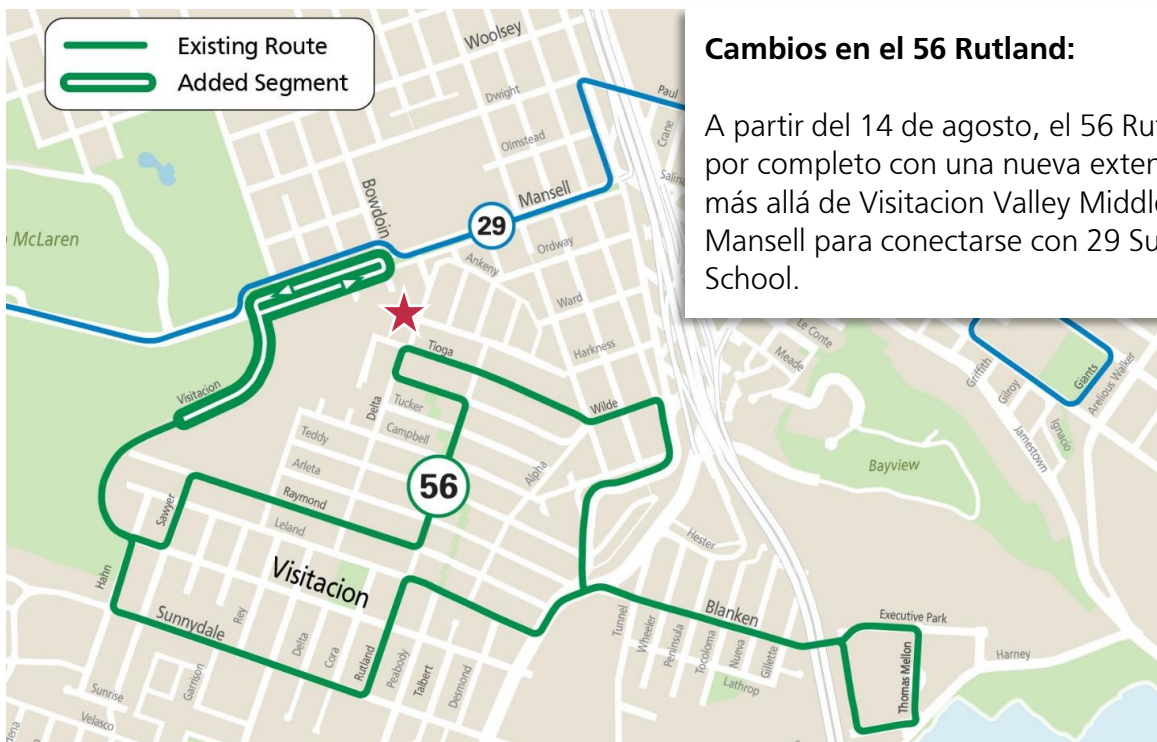 Existing Route
Added Segment
Cambios en el 56 Rutland:
A partir del 14 de agosto, el 56 Ru
por completo con una nueva exten
más allá de Visitacion Valley Middl
Mansell para conectarse con 29 Su
School.
Woolsey
Dwight
Olmstead
Paul
Crane
Salina
Bowdoin
Mansell
29
McLaren
Ankeny
Ordway
Ward
Harkness
Tioga
Visitacion
Delta
Tucker
Campbell
Wilde
Le Conte
Meade
Griffith
Gilroy
Giants
Arelious Walker
Ignacio
Jamestown
Bayview
Teddy
Arleta
Raymond
Leland
56
Alpha
Sawyer
Hester
Hahn
Visitacion
Sunnydale
Rey
Delta
Cora
Rutland
Peabody
Talbert
Desmond
Garrison
Sunrise
Velasco
Tunnel
Wheeler
Peninsula
Tocoloma
Nueva
Gillette
Blanken
Lathrop
Executive Park
Thomas Mellon
Harney